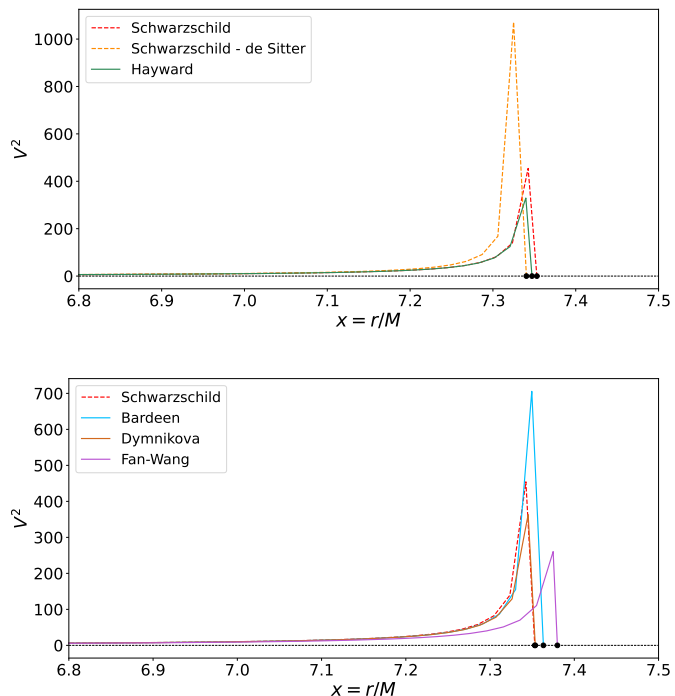 1000
800
600
400
200
0
V²
Schwarzschild
Schwarzschild - de Sitter
Hayward
6.8 6.9 7.0 7.1 7.2 7.3 7.4 7.5
x = r/M
700
600
500
400
300
200
100
0
V²
Schwarzschild
Bardeen
Dymnikova
Fan-Wang
6.8 6.9 7.0 7.1 7.2 7.3 7.4 7.5
x = r/M